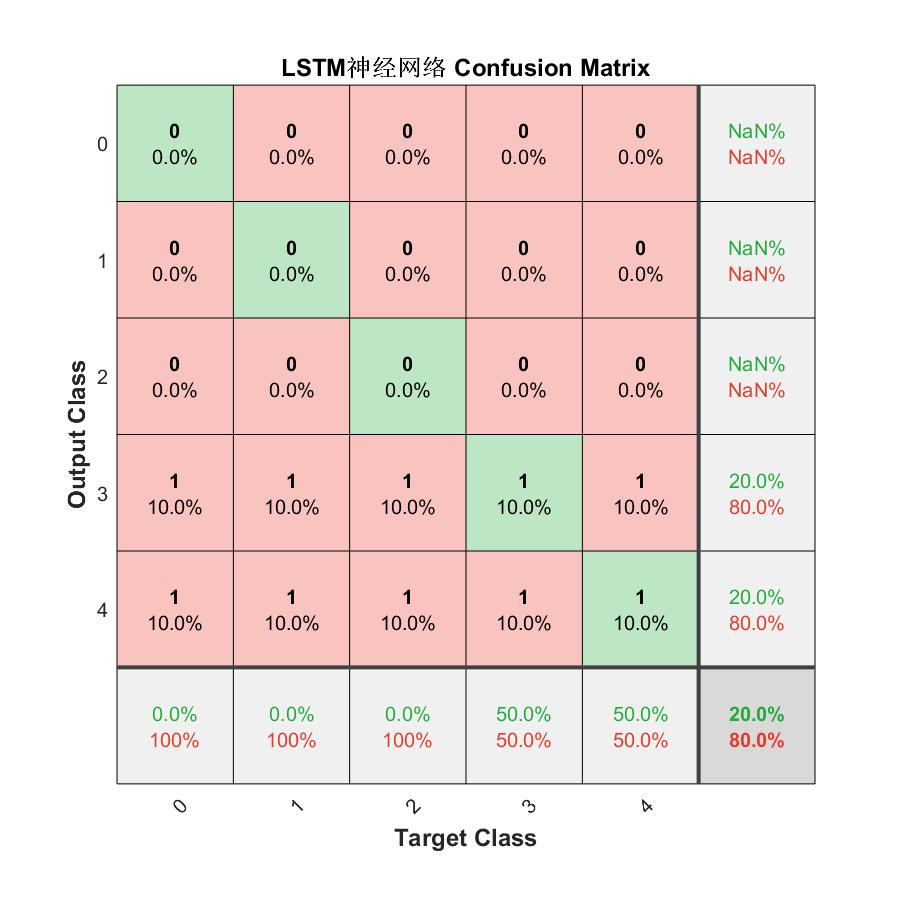 LSTM神经网络 Confusion Matrix
0 0 0 0 0 NaN%
0
0.0% 0.0% 0.0% 0.0% 0.0% NaN%
0 0 0 0 0 NaN%
1
0.0% 0.0% 0.0% 0.0% 0.0% NaN%
0 0 0 0 0 NaN%
2
0.0% 0.0% 0.0% 0.0% 0.0% NaN%
Output Class
1 1 1 1 1 20.0%
3
10.0% 10.0% 10.0% 10.0% 10.0% 80.0%
1 1 1 1 1 20.0%
4
10.0% 10.0% 10.0% 10.0% 10.0% 80.0%
0.0% 0.0% 0.0% 50.0% 50.0% 20.0%
100% 100% 100% 50.0% 50.0% 80.0%
0 1 2 3 4
Target Class